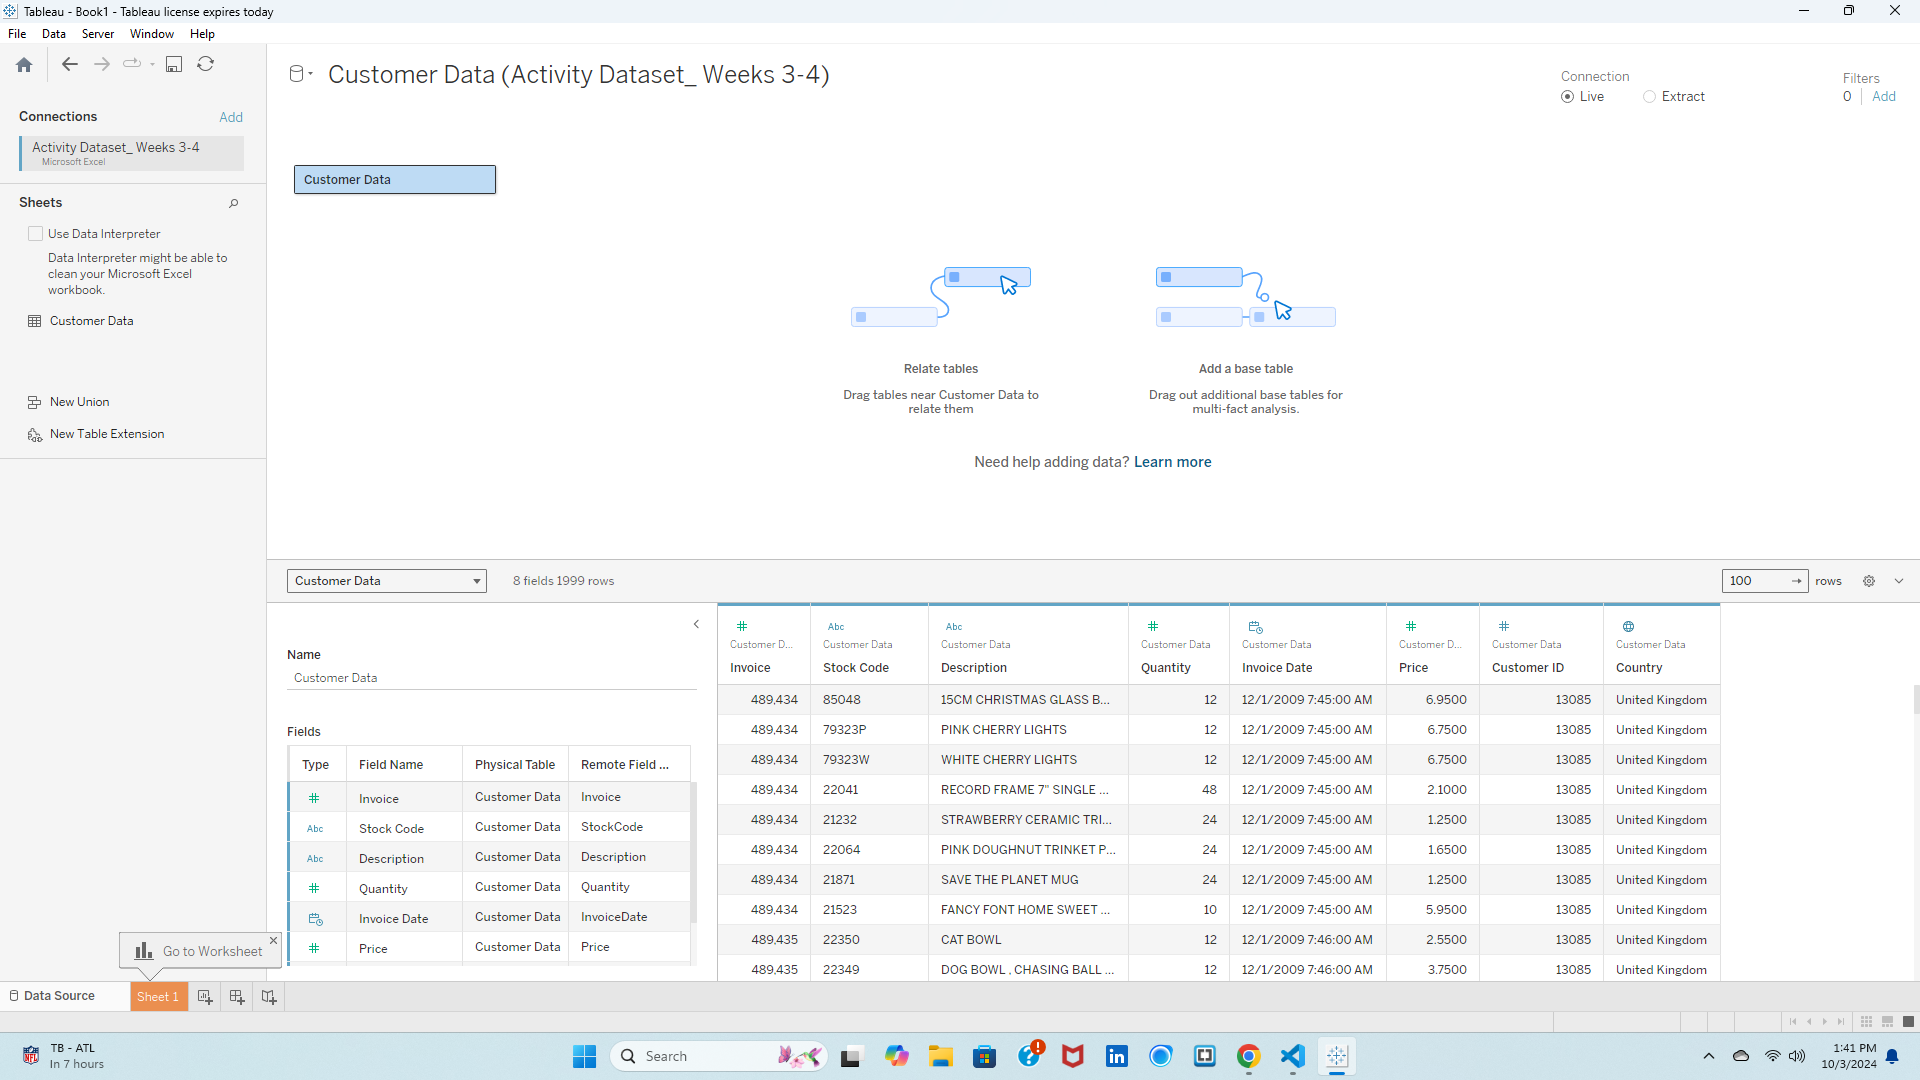 Tableau - Book1 - Tableau license expires today
File Data Server Window Help
Customer Data (Activity Dataset_ Weeks 3-4)
Connection
Live Extract
Filters
0 Add
Connections Add
Activity Dataset_ Weeks 3-4
Microsoft Excel
Sheets
Use Data Interpreter
Data Interpreter might be able to
clean your Microsoft Excel
workbook.
Customer Data
New Union
New Table Extension
Customer Data
Relate tables
Drag tables near Customer Data to
relate them
Add a base table
Drag out additional base tables for
multi-fact analysis.
Need help adding data? Learn more
Customer Data 8 fields 1999 rows 100 rows
Name
Customer Data
Fields
Type Field Name Physical Table Remote Field ...
Invoice Customer Data Invoice
Abc Stock Code Customer Data StockCode
Abc Description Customer Data Description
Quantity Customer Data Quantity
Invoice Date Customer Data InvoiceDate
Price Customer Data Price
Abc Abc
Customer D... Customer Data Customer Data Customer Data Customer Data Customer D... Customer Data Customer Data
Invoice Stock Code Description Quantity Invoice Date Price Customer ID Country
489,434 85048 15CM CHRISTMAS GLASS B... 12 12/1/2009 7:45:00 AM 6.9500 13085 United Kingdom
489,434 79323P PINK CHERRY LIGHTS 12 12/1/2009 7:45:00 AM 6.7500 13085 United Kingdom
489,434 79323W WHITE CHERRY LIGHTS 12 12/1/2009 7:45:00 AM 6.7500 13085 United Kingdom
489,434 22041 RECORD FRAME 7" SINGLE ... 48 12/1/2009 7:45:00 AM 2.1000 13085 United Kingdom
489,434 21232 STRAWBERRY CERAMIC TRI... 24 12/1/2009 7:45:00 AM 1.2500 13085 United Kingdom
489,434 22064 PINK DOUGHNUT TRINKET P... 24 12/1/2009 7:45:00 AM 1.6500 13085 United Kingdom
489,434 21871 SAVE THE PLANET MUG 24 12/1/2009 7:45:00 AM 1.2500 13085 United Kingdom
489,434 21523 FANCY FONT HOME SWEET ... 10 12/1/2009 7:45:00 AM 5.9500 13085 United Kingdom
489,435 22350 CAT BOWL 12 12/1/2009 7:46:00 AM 2.5500 13085 United Kingdom
489,435 22349 DOG BOWL , CHASING BALL ... 12 12/1/2009 7:46:00 AM 3.7500 13085 United Kingdom
Go to Worksheet
Data Source Sheet 1
TB - ATL
In 7 hours
Search
1:41 PM
10/3/2024